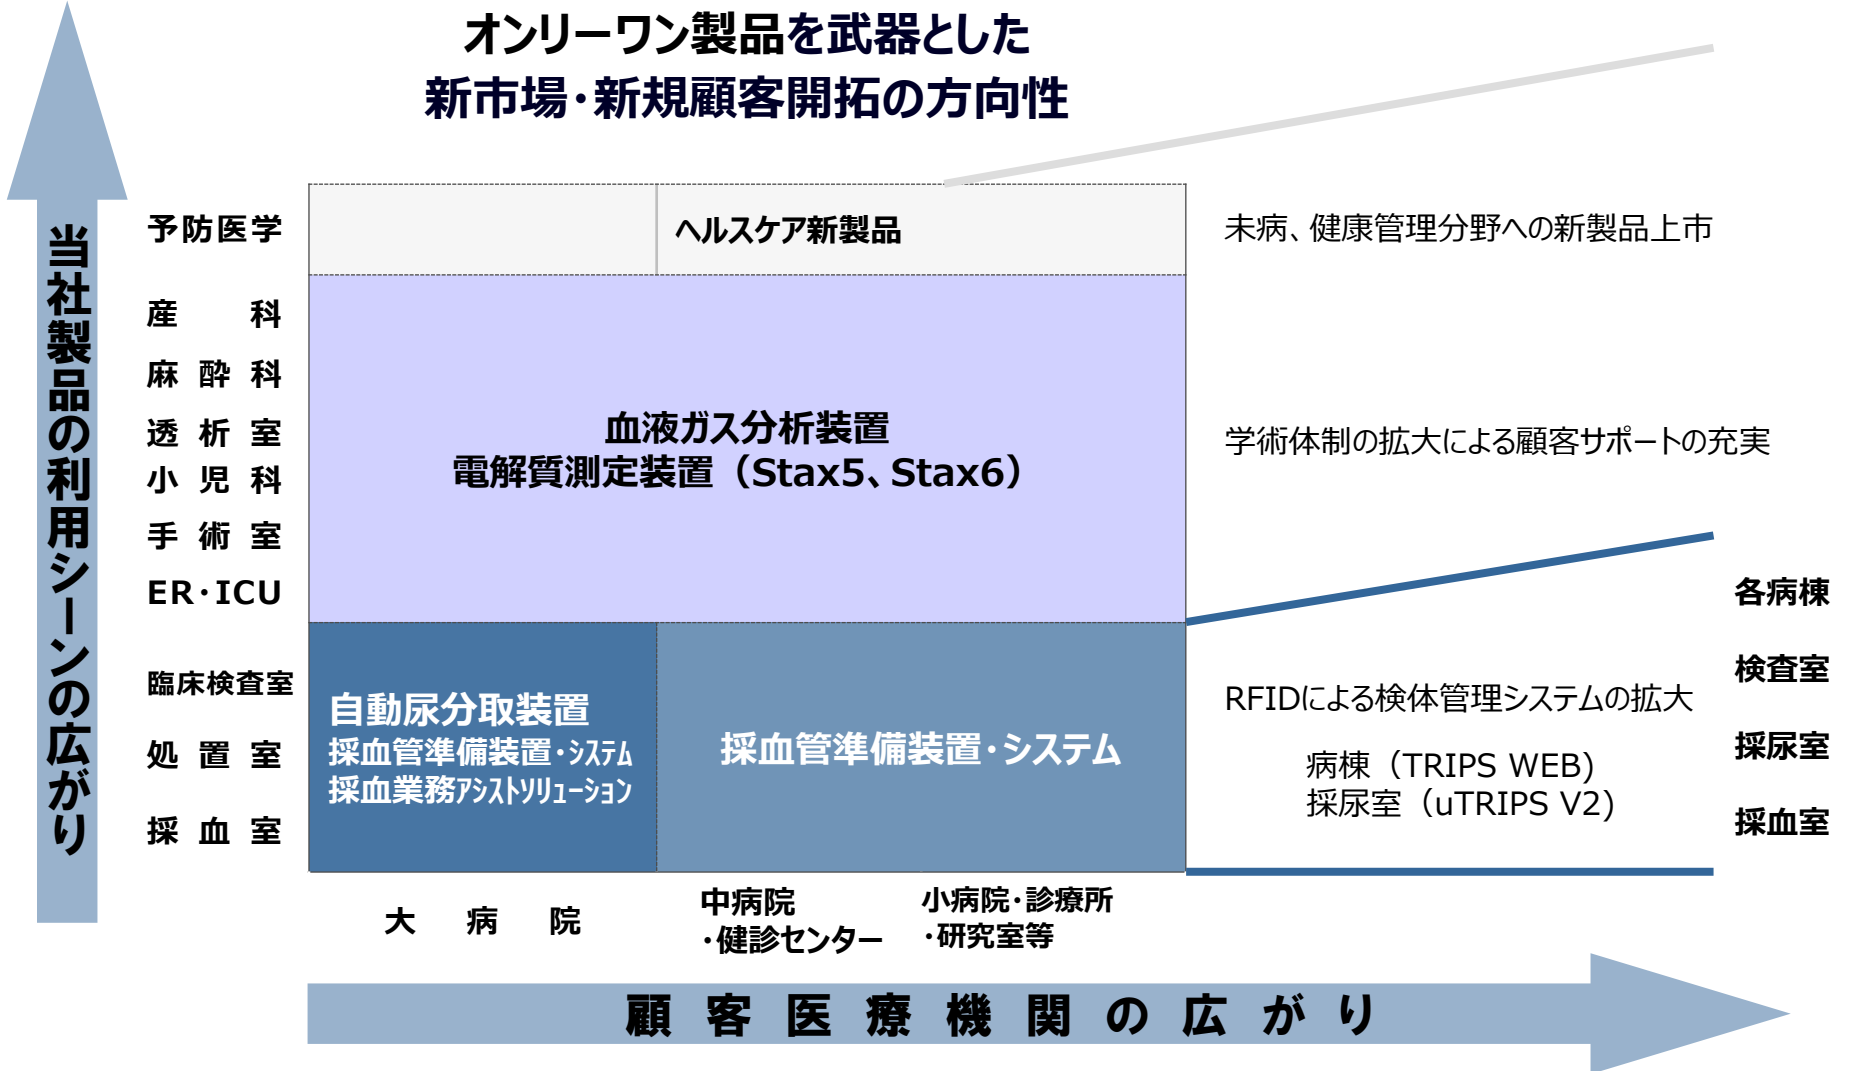 オンリーワン製品を武器とした
新市場・新規顧客開拓の方向性
当社製品の利用シーンの広がり
予防医学
ヘルスケア新製品
未病、健康管理分野への新製品上市
産科
麻酔科
透析室
小児科
手術室
ER・ICU
血液ガス分析装置
電解質測定装置（Stax5、Stax6）
学術体制の拡大による顧客サポートの充実
臨床検査室
処置室
採血室
自動尿分取装置
採血管準備装置・ｼｽﾃﾑ
採血業務ｱｼｽﾄｿﾘｭｰｼｮﾝ
採血管準備装置・システム
RFIDによる検体管理システムの拡大
病棟（TRIPS WEB)
採尿室（uTRIPS V2)
各病棟
検査室
採尿室
採血室
大病院
中病院
・健診センター
小病院・診療所
・研究室等
顧客医療機関の広がり